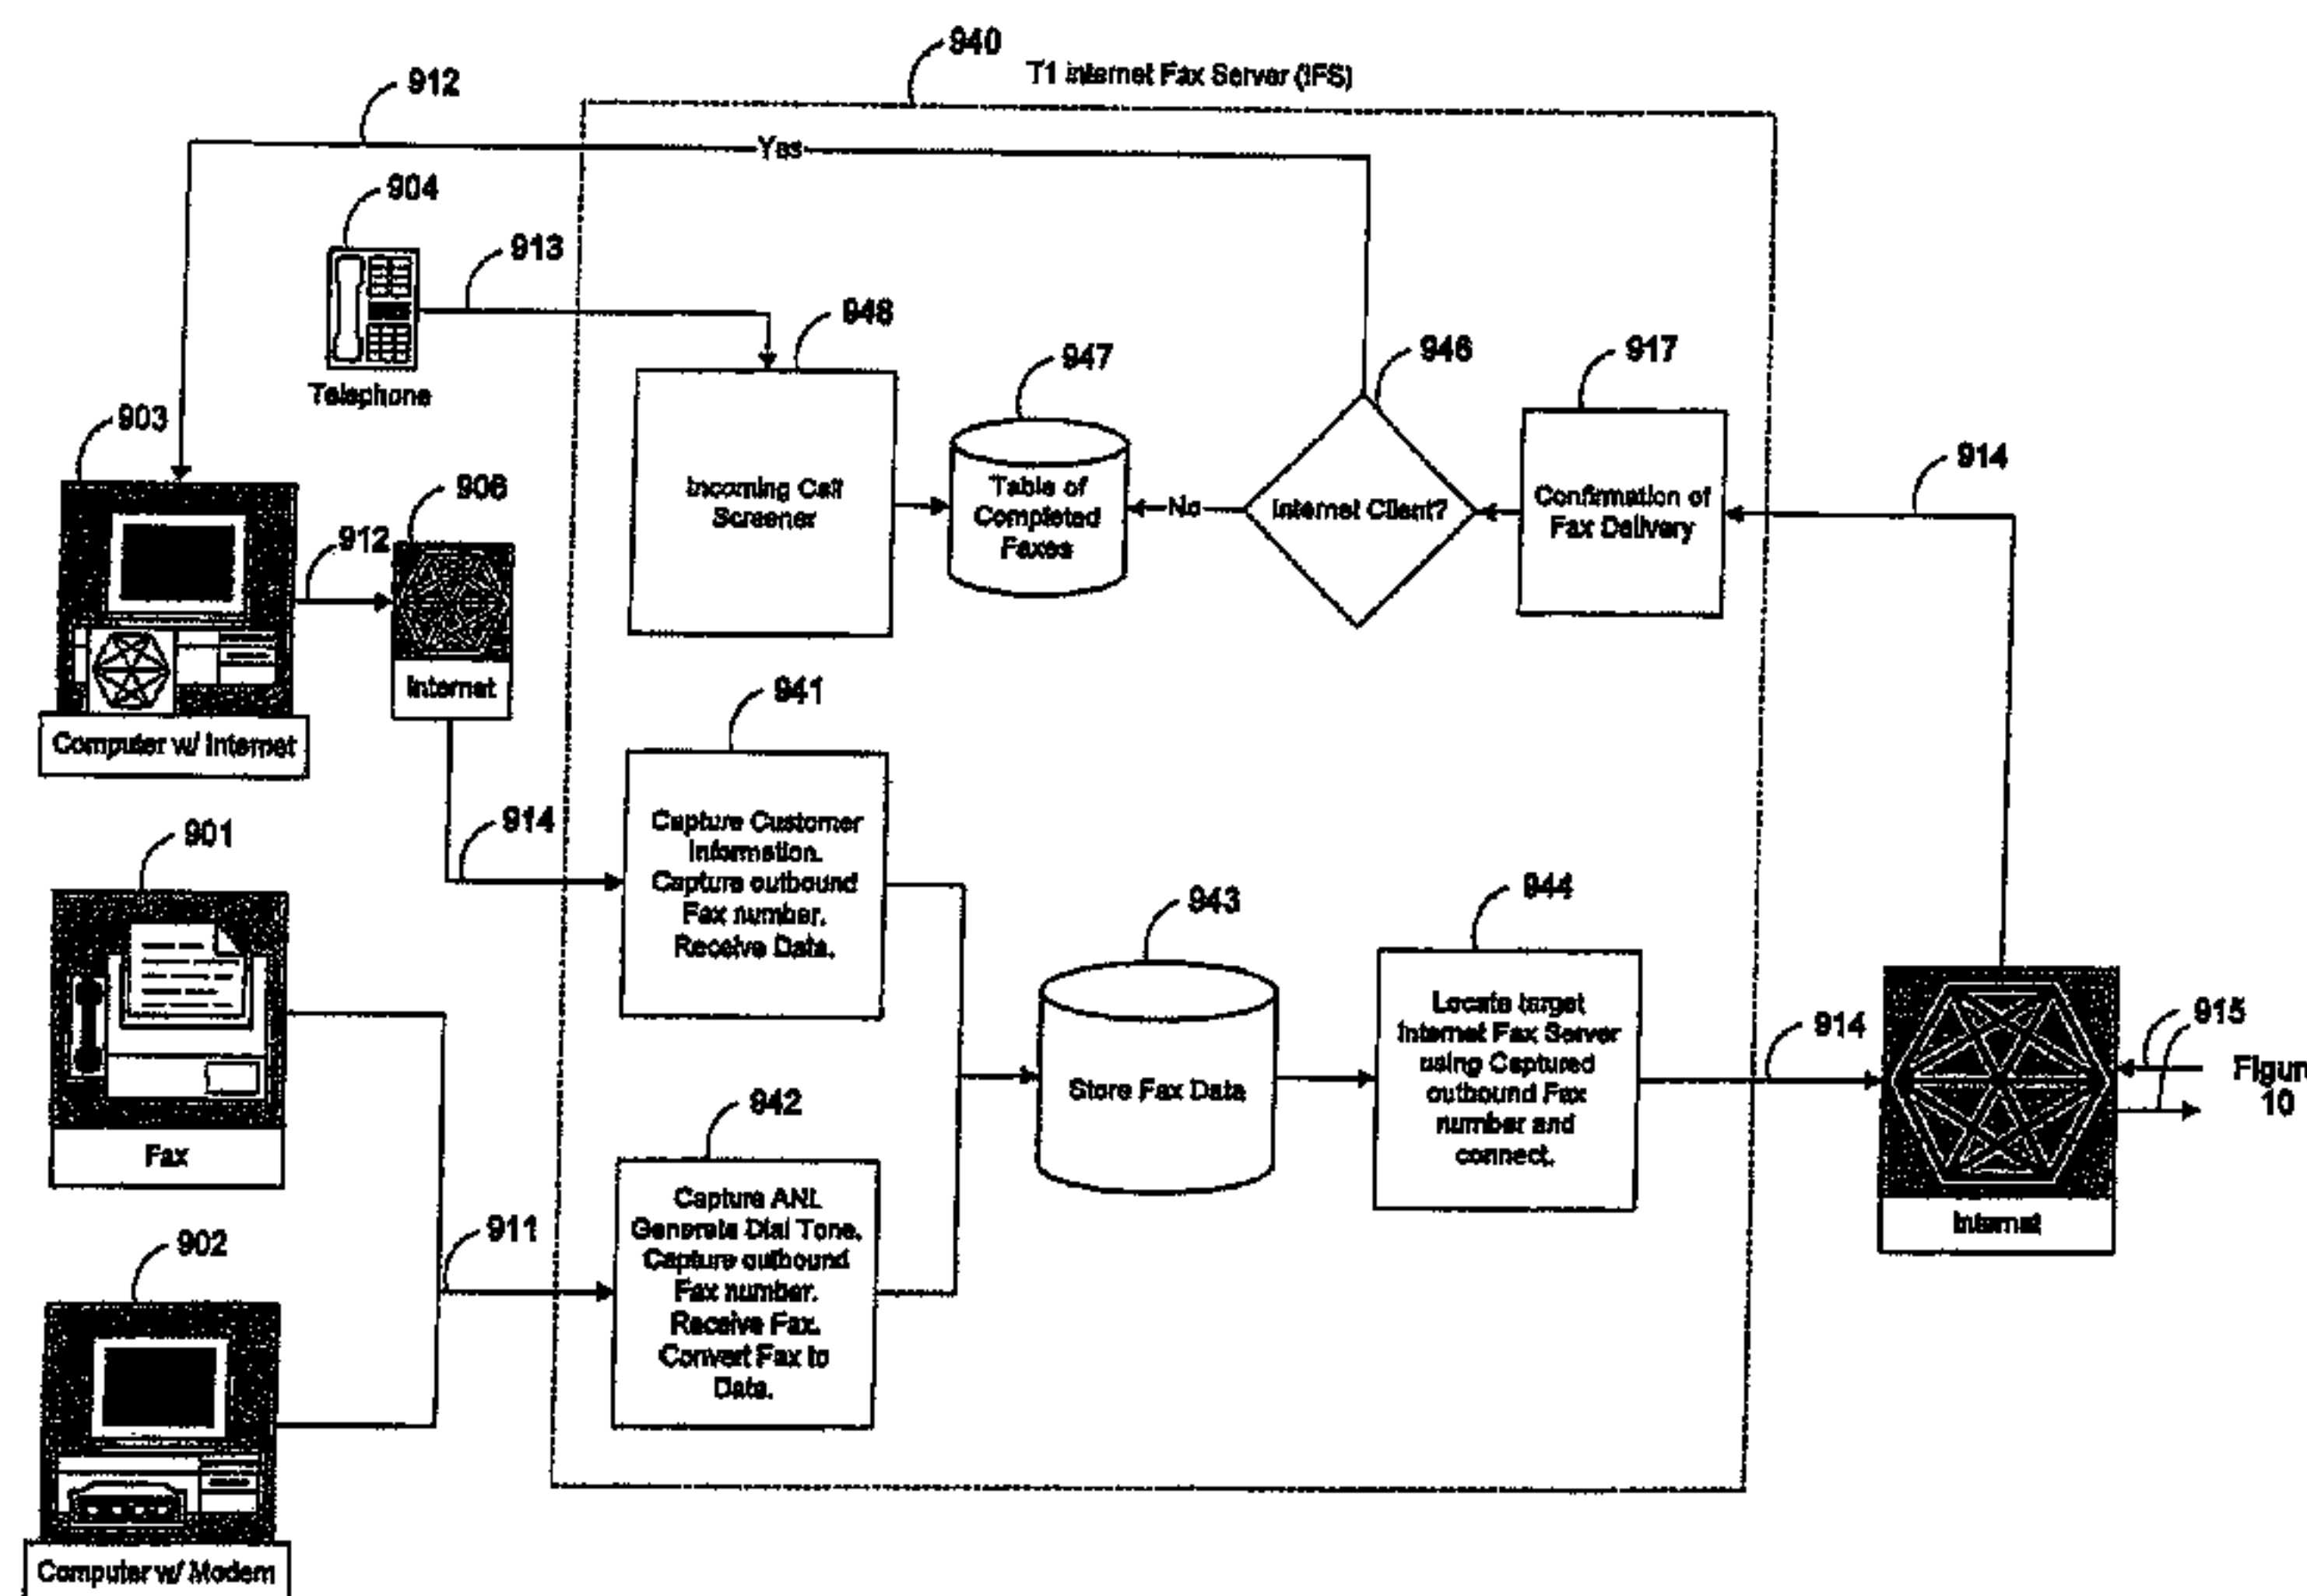 940
T1 Internet Fax Server (IFS)
912
Yes
904
913
Telephone
948
947
946
917
903
912
906
Incoming Call
Screener
Table of
Completed
Faxes
No
Internet Client?
Confirmation of
Fax Delivery
914
Internet
Computer w/ Internet
941
914
Capture Customer
Information.
Capture outbound
Fax number.
Receive Data.
901
Fax
943
Store Fax Data
944
Locate target
Internet Fax Server
using Captured
outbound Fax
number and
connect.
914
915
Figur
10
Internet
902
911
942
Capture ANI.
Generate Dial Tone.
Capture outbound
Fax number.
Receive Fax.
Convert Fax to
Data.
Computer w/ Modem